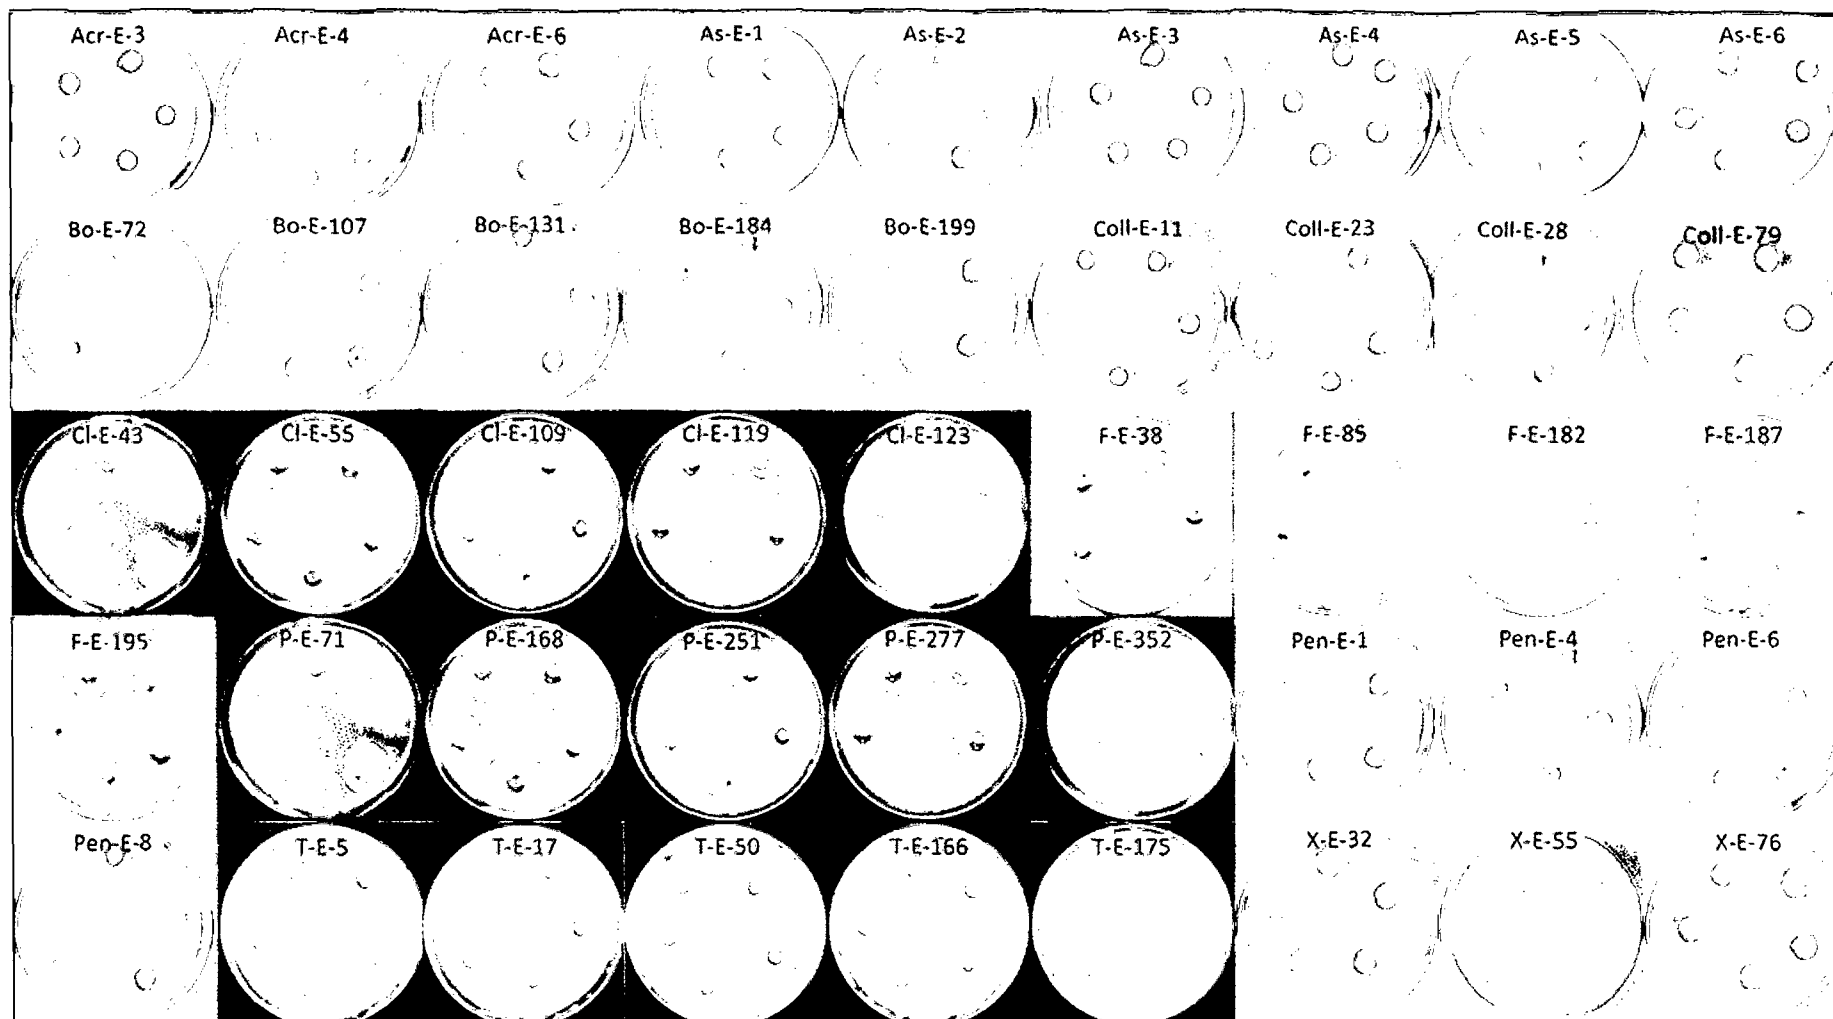 Acr-E-3 Acr-E-4 Acr-E-6 As-E-1 As-E-2 As-E-3 As-E-4 As-E-5 As-E-6
Bo-E-72 Bo-E-107 Bo-E-131 Bo-E-184 Bo-E-199 Coll-E-11 Coll-E-23 Coll-E-28 Coll-E-79
Cl-E-43 Cl-E-55 Cl-E-109 Cl-E-119 Cl-E-123 F-E-38 F-E-85 F-E-182 F-E-187
F-E-195 P-E-71 P-E-168 P-E-251 P-E-277 P-E-352 Pen-E-1 Pen-E-4 Pen-E-6
Pen-E-8 T-E-5 T-E-17 T-E-50 T-E-166 T-E-175 X-E-32 X-E-55 X-E-76